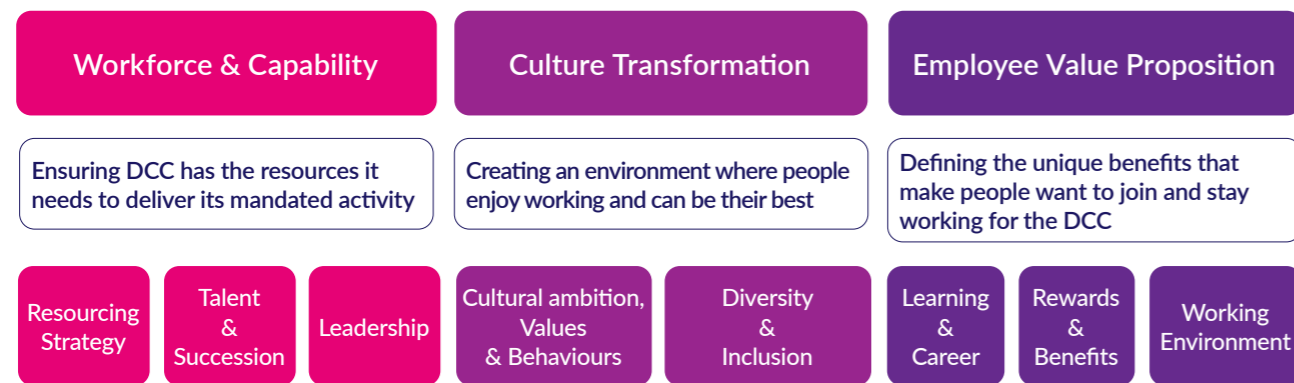 Workforce & Capability
Culture Transformation
Employee Value Proposition
Ensuring DCC has the resources it
needs to deliver its mandated activity
Creating an environment where people
enjoy working and can be their best
Defining the unique benefits that
make people want to join and stay
working for the DCC
Resourcing
Strategy
Talent
&
Succession
Leadership
Cultural ambition,
Values
& Behaviours
Diversity
&
Inclusion
Learning
&
Career
Rewards
&
Benefits
Working
Environment